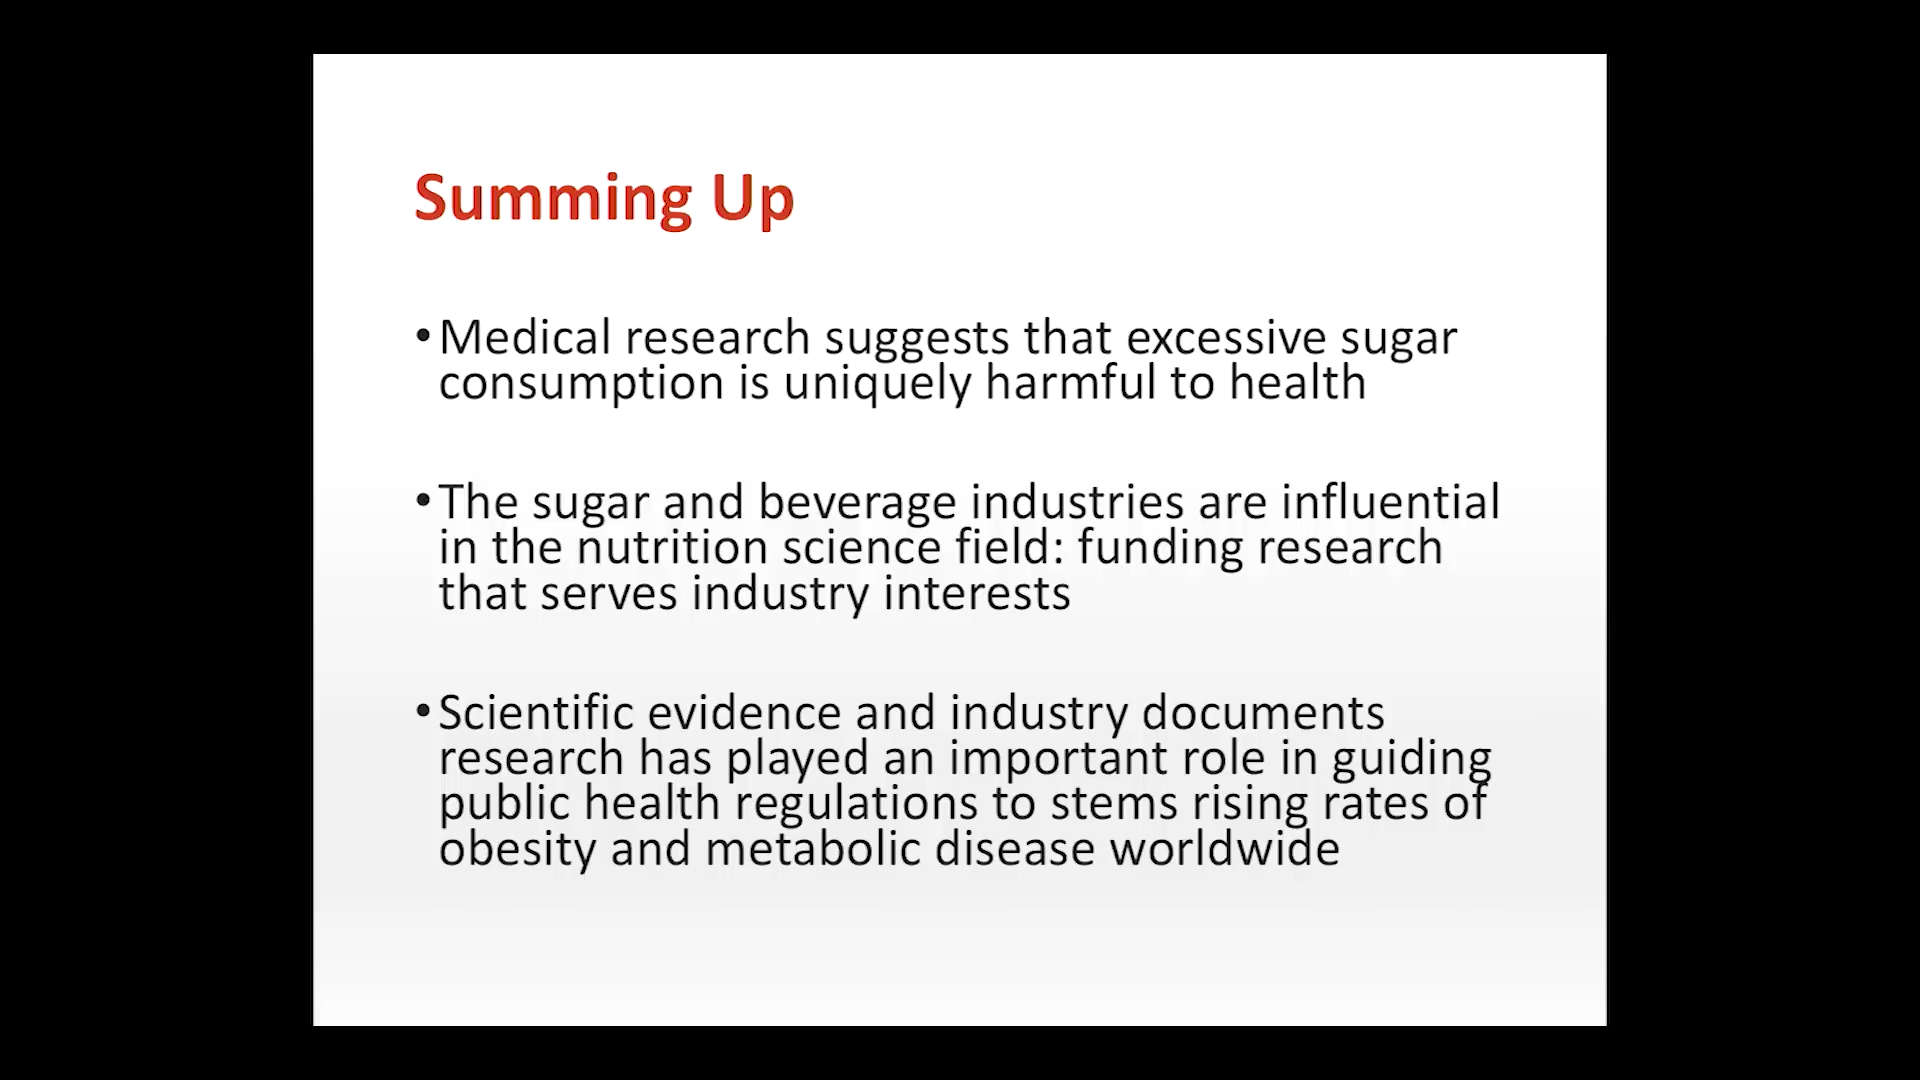 Summing Up
•Medical research suggests that excessive sugar
consumption is uniquely harmful to health
•The sugar and beverage industries are influential
in the nutrition science field: funding research
that serves industry interests
•Scientific evidence and industry documents
research has played an important role in guiding
public health regulations to stems rising rates of
obesity and metabolic disease worldwide